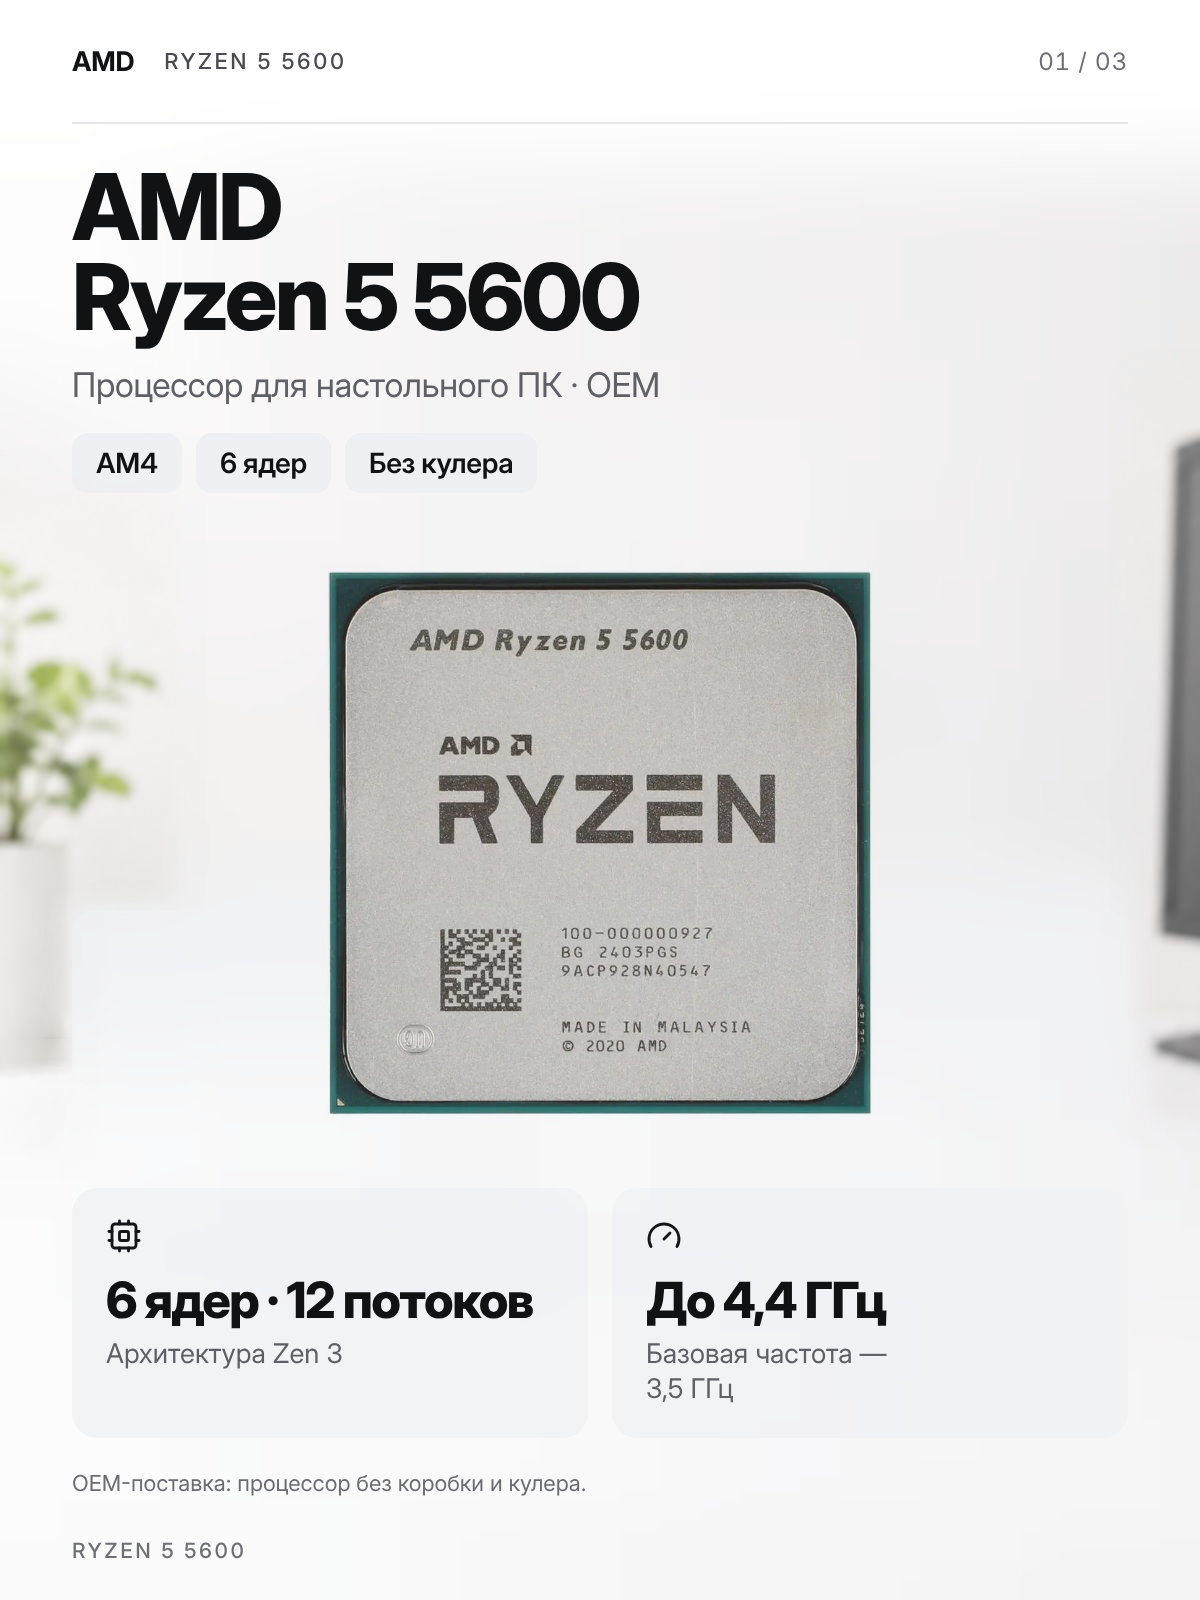 AMD RYZEN 5 5600 01 / 03
AMD
Ryzen 5 5600
Процессор для настольного ПК · OEM
AM4 6 ядер Без кулера
AMD Ryzen 5 5600
AMD
RYZEN
100-000000927
BG 2403PGS
9ACP928N40547
MADE IN MALAYSIA
© 2020 AMD
6 ядер · 12 потоков
Архитектура Zen 3
До 4,4 ГГц
Базовая частота —
3,5 ГГц
OEM-поставка: процессор без коробки и кулера.
RYZEN 5 5600